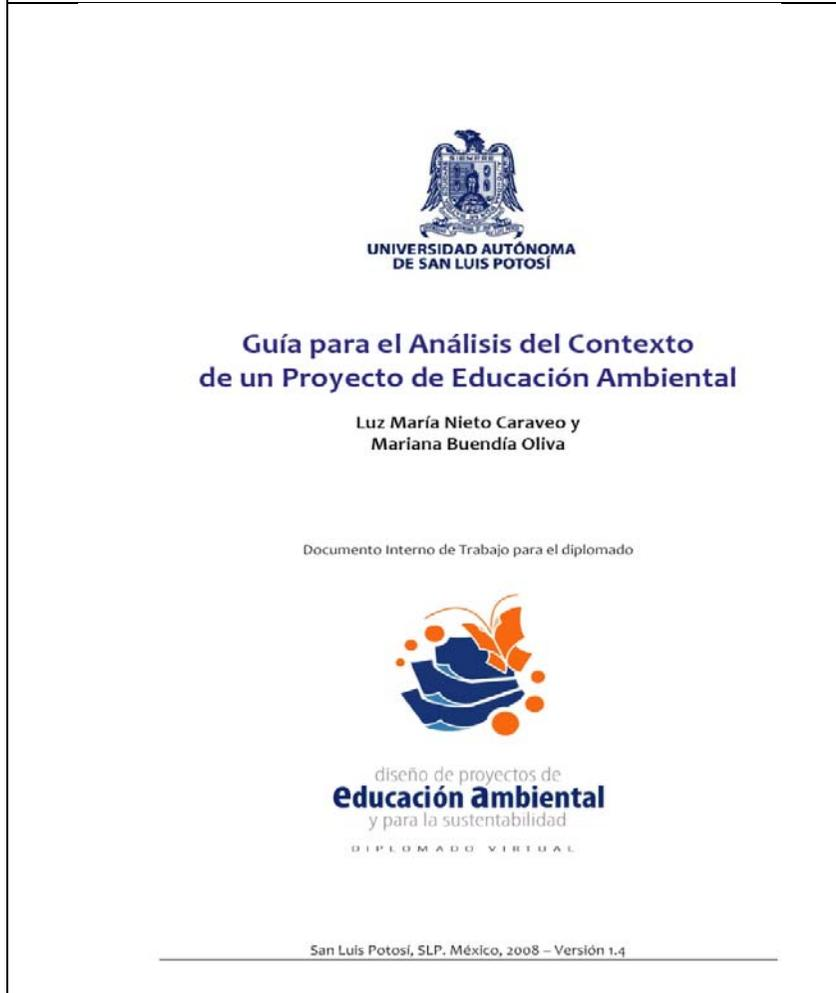 SIEMPRE
UNIVERSIDAD AUTÓNOMA
DE SAN LUIS POTOSÍ
Guía para el Análisis del Contexto
de un Proyecto de Educación Ambiental
Luz María Nieto Caraveo y
Mariana Buendía Oliva
Documento Interno de Trabajo para el diplomado
diseño de proyectos de
educación ambiental
y para la sustentabilidad
DIPLOMADO VIRTUAL
San Luis Potosí, SLP. México, 2008 – Versión 1.4